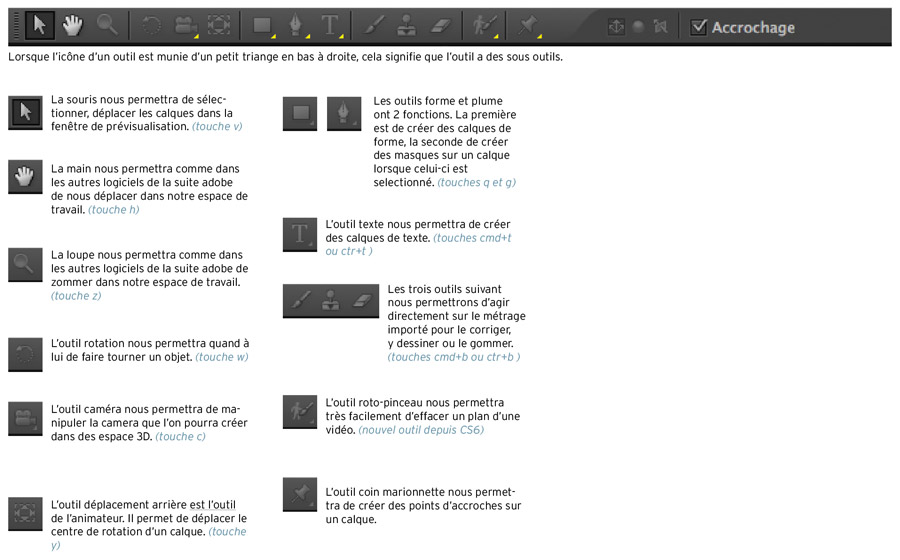 Accrochage
Lorsque l'icône d'un outil est munie d'un petit triange en bas à droite, cela signifie que l'outil a des sous outils.
La souris nous permettra de sélec-
tionner, déplacer les calques dans la
fenêtre de prévisualisation. (touche v)
La main nous permettra comme dans
les autres logiciels de la suite adobe
de nous déplacer dans notre espace de
travail. (touche h)
La loupe nous permettra comme dans
les autres logiciels de la suite adobe de
zommer dans notre espace de travail.
(touche z)
L'outil rotation nous permettra quand à
lui de faire tourner un objet. (touche w)
L'outil caméra nous permettra de ma-
nipuler la camera que l'on pourra créer
dans des espace 3D. (touche c)
L'outil déplacement arrière est l'outil
de l'animateur. Il permet de déplacer le
centre de rotation d'un calque. (touche
y)
Les outils forme et plume
ont 2 fonctions. La première
est de créer des calques de
forme, la seconde de créer
des masques sur un calque
lorsque celui-ci est
selectionné. (touches q et g)
L'outil texte nous permettra de créer
des calques de texte. (touches cmd+t
ou ctr+t )
Les trois outils suivant
nous permettrons d'agir
directement sur le métrage
importé pour le corriger,
y dessiner ou le gommer.
(touches cmd+b ou ctr+b )
L'outil roto-pinceau nous permettra
très facilement d'effacer un plan d'une
vidéo. (nouvel outil depuis CS6)
L'outil coin marionnette nous permet-
tra de créer des points d'accroches sur
un calque.